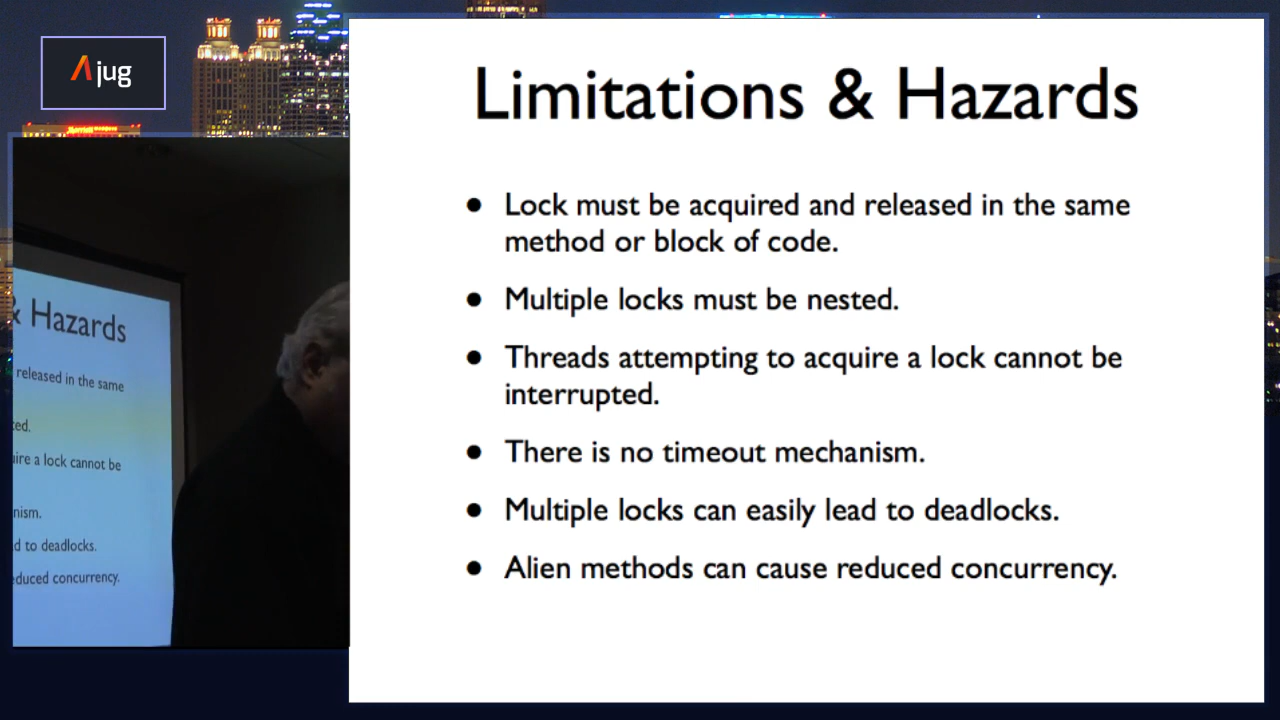 Λjug
Limitations & Hazards
• Lock must be acquired and released in the same
method or block of code.
• Multiple locks must be nested.
• Threads attempting to acquire a lock cannot be
interrupted.
• There is no timeout mechanism.
• Multiple locks can easily lead to deadlocks.
• Alien methods can cause reduced concurrency.
& Hazards
released in the same
ted.
uire a lock cannot be
nism.
d to deadlocks.
educed concurrency.